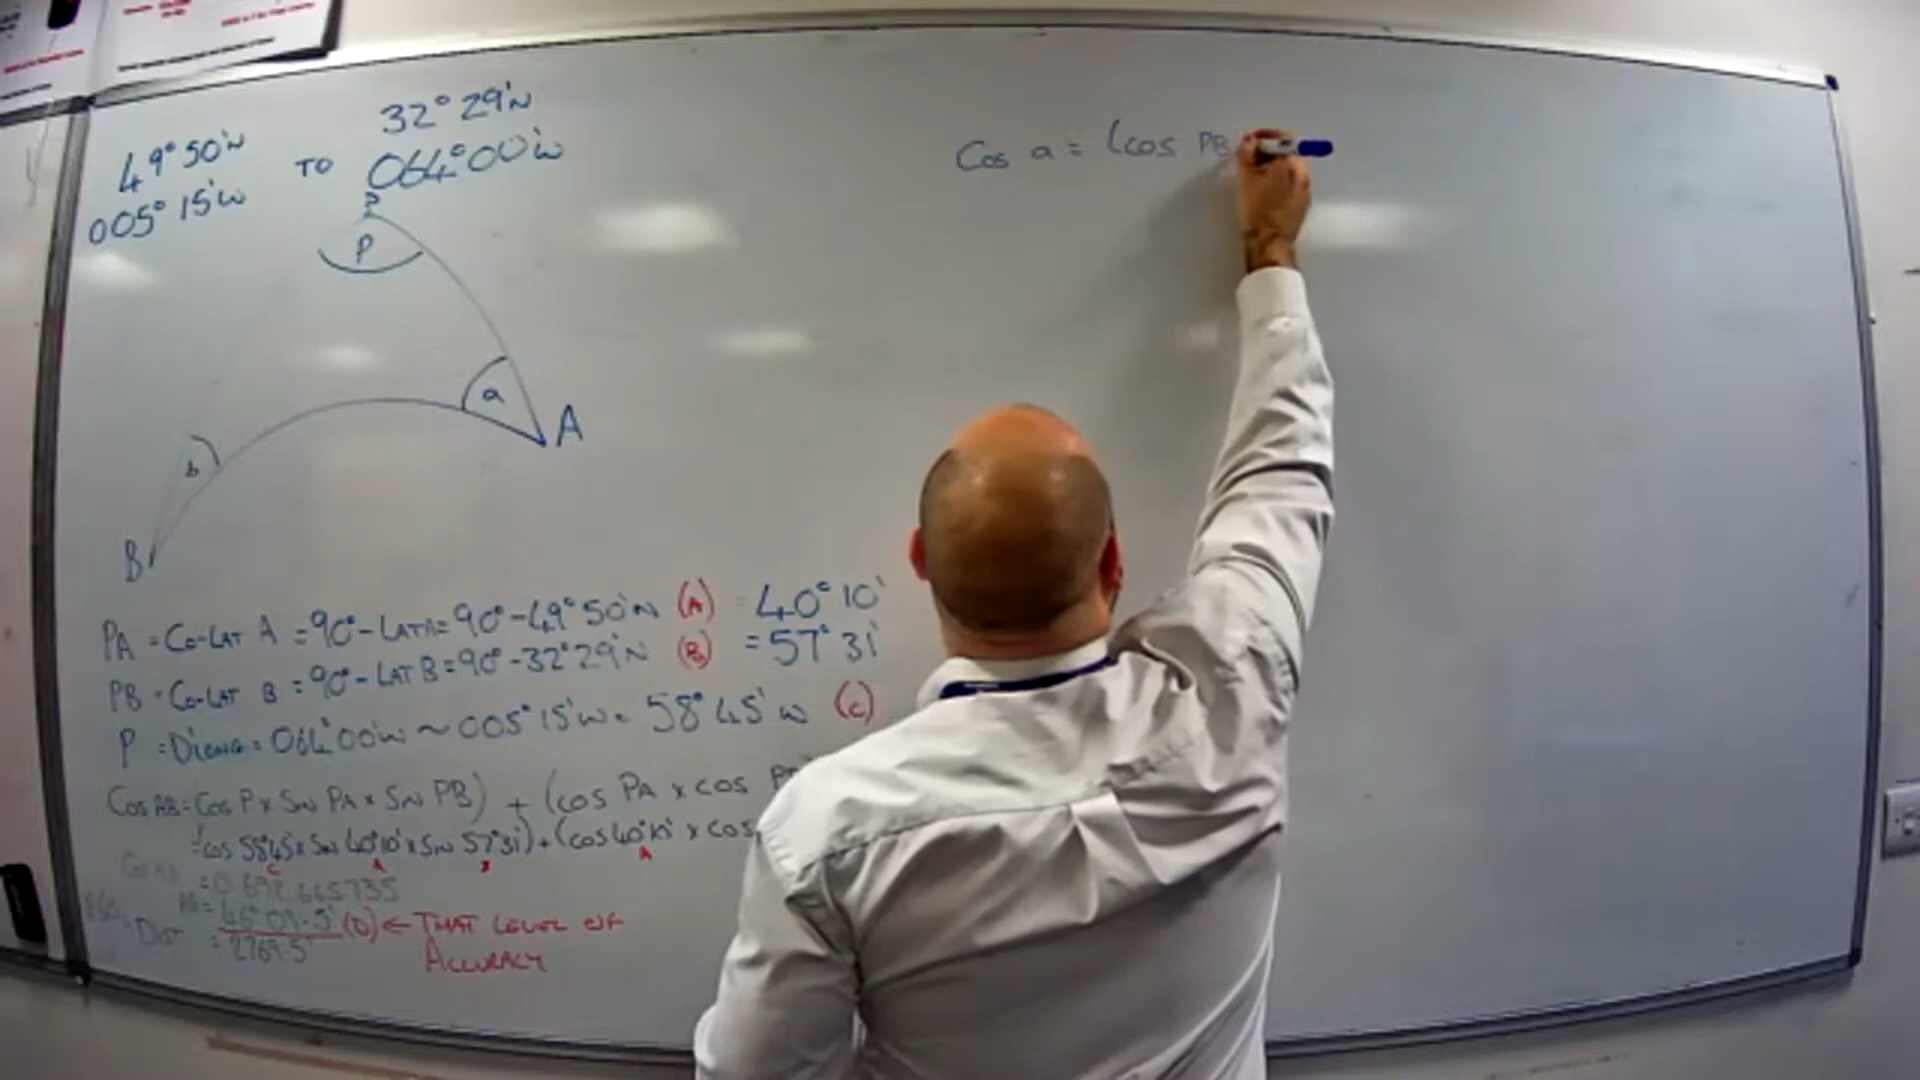 49° 50'N TO 32° 29'N
005° 15'W 064° 00'W
P
P
a
A
b
B
PA = Co-LAT A = 90° - LAT A = 90° - 49° 50'N (A) = 40° 10'
PB = Co-LAT B = 90° - LAT B = 90° - 32° 29'N (B) = 57° 31'
P = D'LONG = 064° 00'W ~ 005° 15'W = 58° 45' W (C)
Cos AB = Cos P x Sin PA x Sin PB) + (cos PA x cos
= cos 58°45' x Sin 40°10' x Sin 57°31') + (cos 40°10' x cos
C A B A
= 0.692665735
AB = 46° 09.5' (D) ← THAT LEVEL OF
DIST = 2769.5' ACCURACY
Cos a = (cos PB